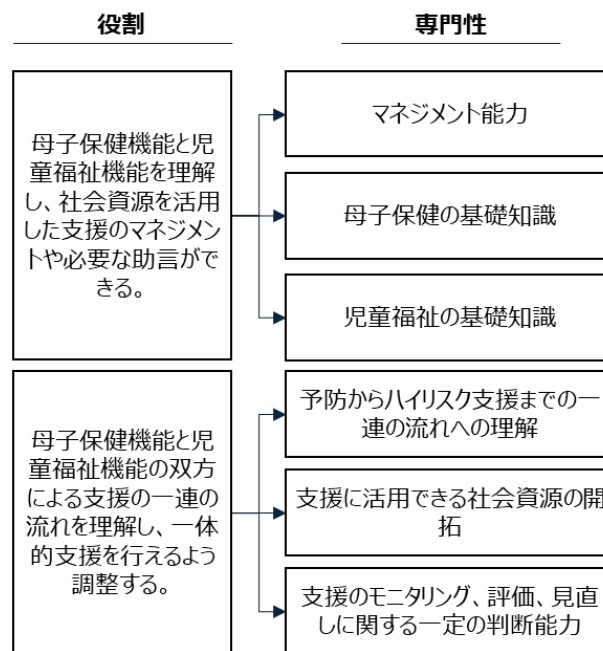 役割
専門性
母子保健機能と児
童福祉機能を理解
し、社会資源を活用
した支援のマネジメン
トや必要な助言がで
きる。
マネジメント能力
母子保健の基礎知識
児童福祉の基礎知識
母子保健機能と児
童福祉機能の双方
による支援の一連の
流れを理解し、一体
的支援を行えるよう
調整する。
予防からハイリスク支援までの一
連の流れへの理解
支援に活用できる社会資源の開
拓
支援のモニタリング、評価、見直
しに関する一定の判断能力